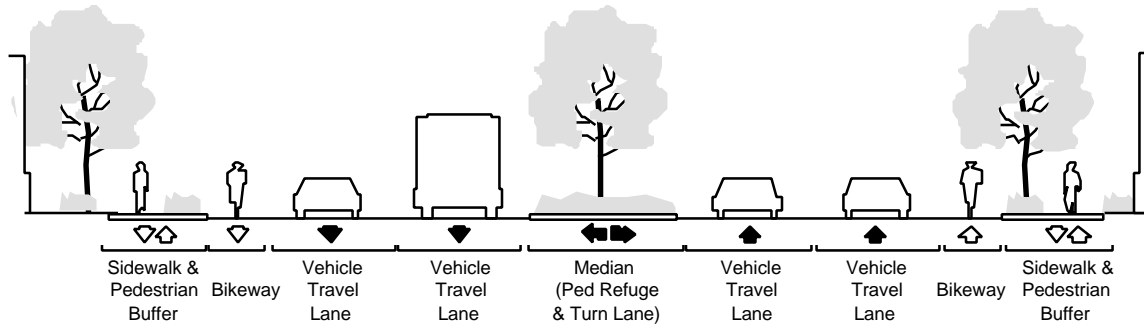 Sidewalk &
Pedestrian
Buffer
Bikeway
Vehicle
Travel
Lane
Vehicle
Travel
Lane
Median
(Ped Refuge
& Turn Lane)
Vehicle
Travel
Lane
Vehicle
Travel
Lane
Bikeway
Sidewalk &
Pedestrian
Buffer